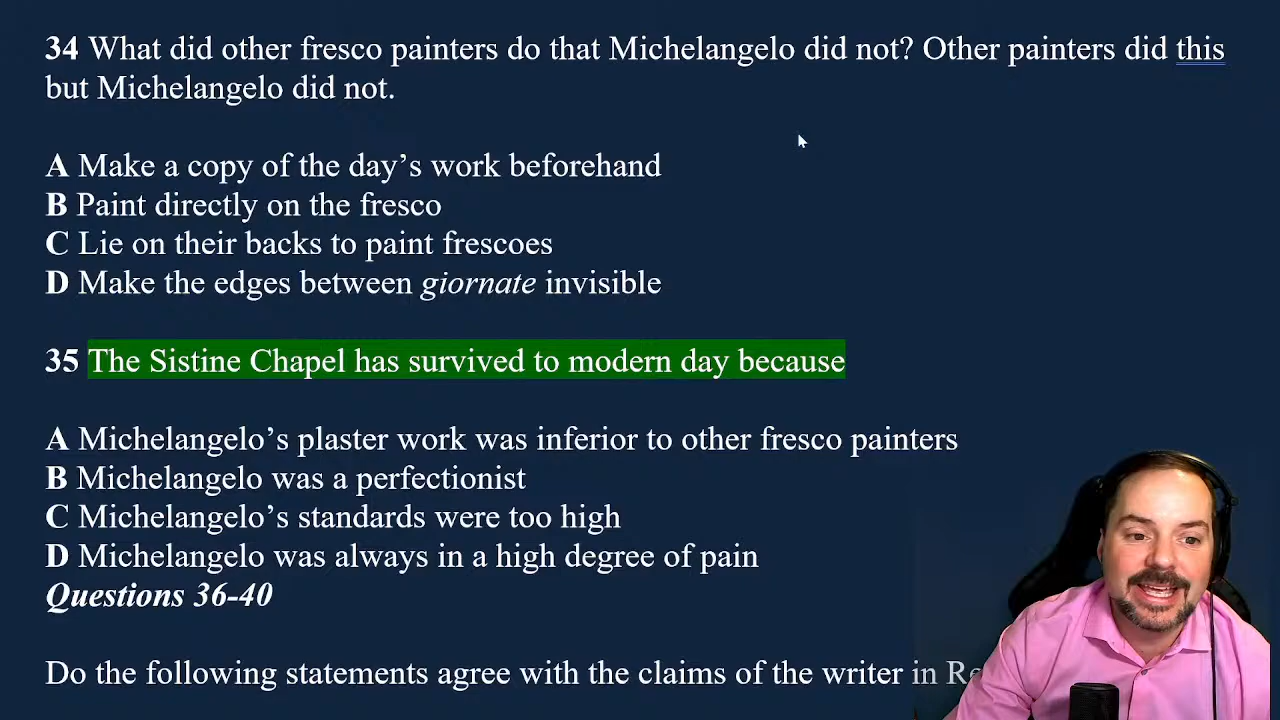 34 What did other fresco painters do that Michelangelo did not? Other painters did this
but Michelangelo did not.
A Make a copy of the day’s work beforehand
B Paint directly on the fresco
C Lie on their backs to paint frescoes
D Make the edges between giornate invisible
35 The Sistine Chapel has survived to modern day because
A Michelangelo’s plaster work was inferior to other fresco painters
B Michelangelo was a perfectionist
C Michelangelo’s standards were too high
D Michelangelo was always in a high degree of pain
Questions 36-40
Do the following statements agree with the claims of the writer in